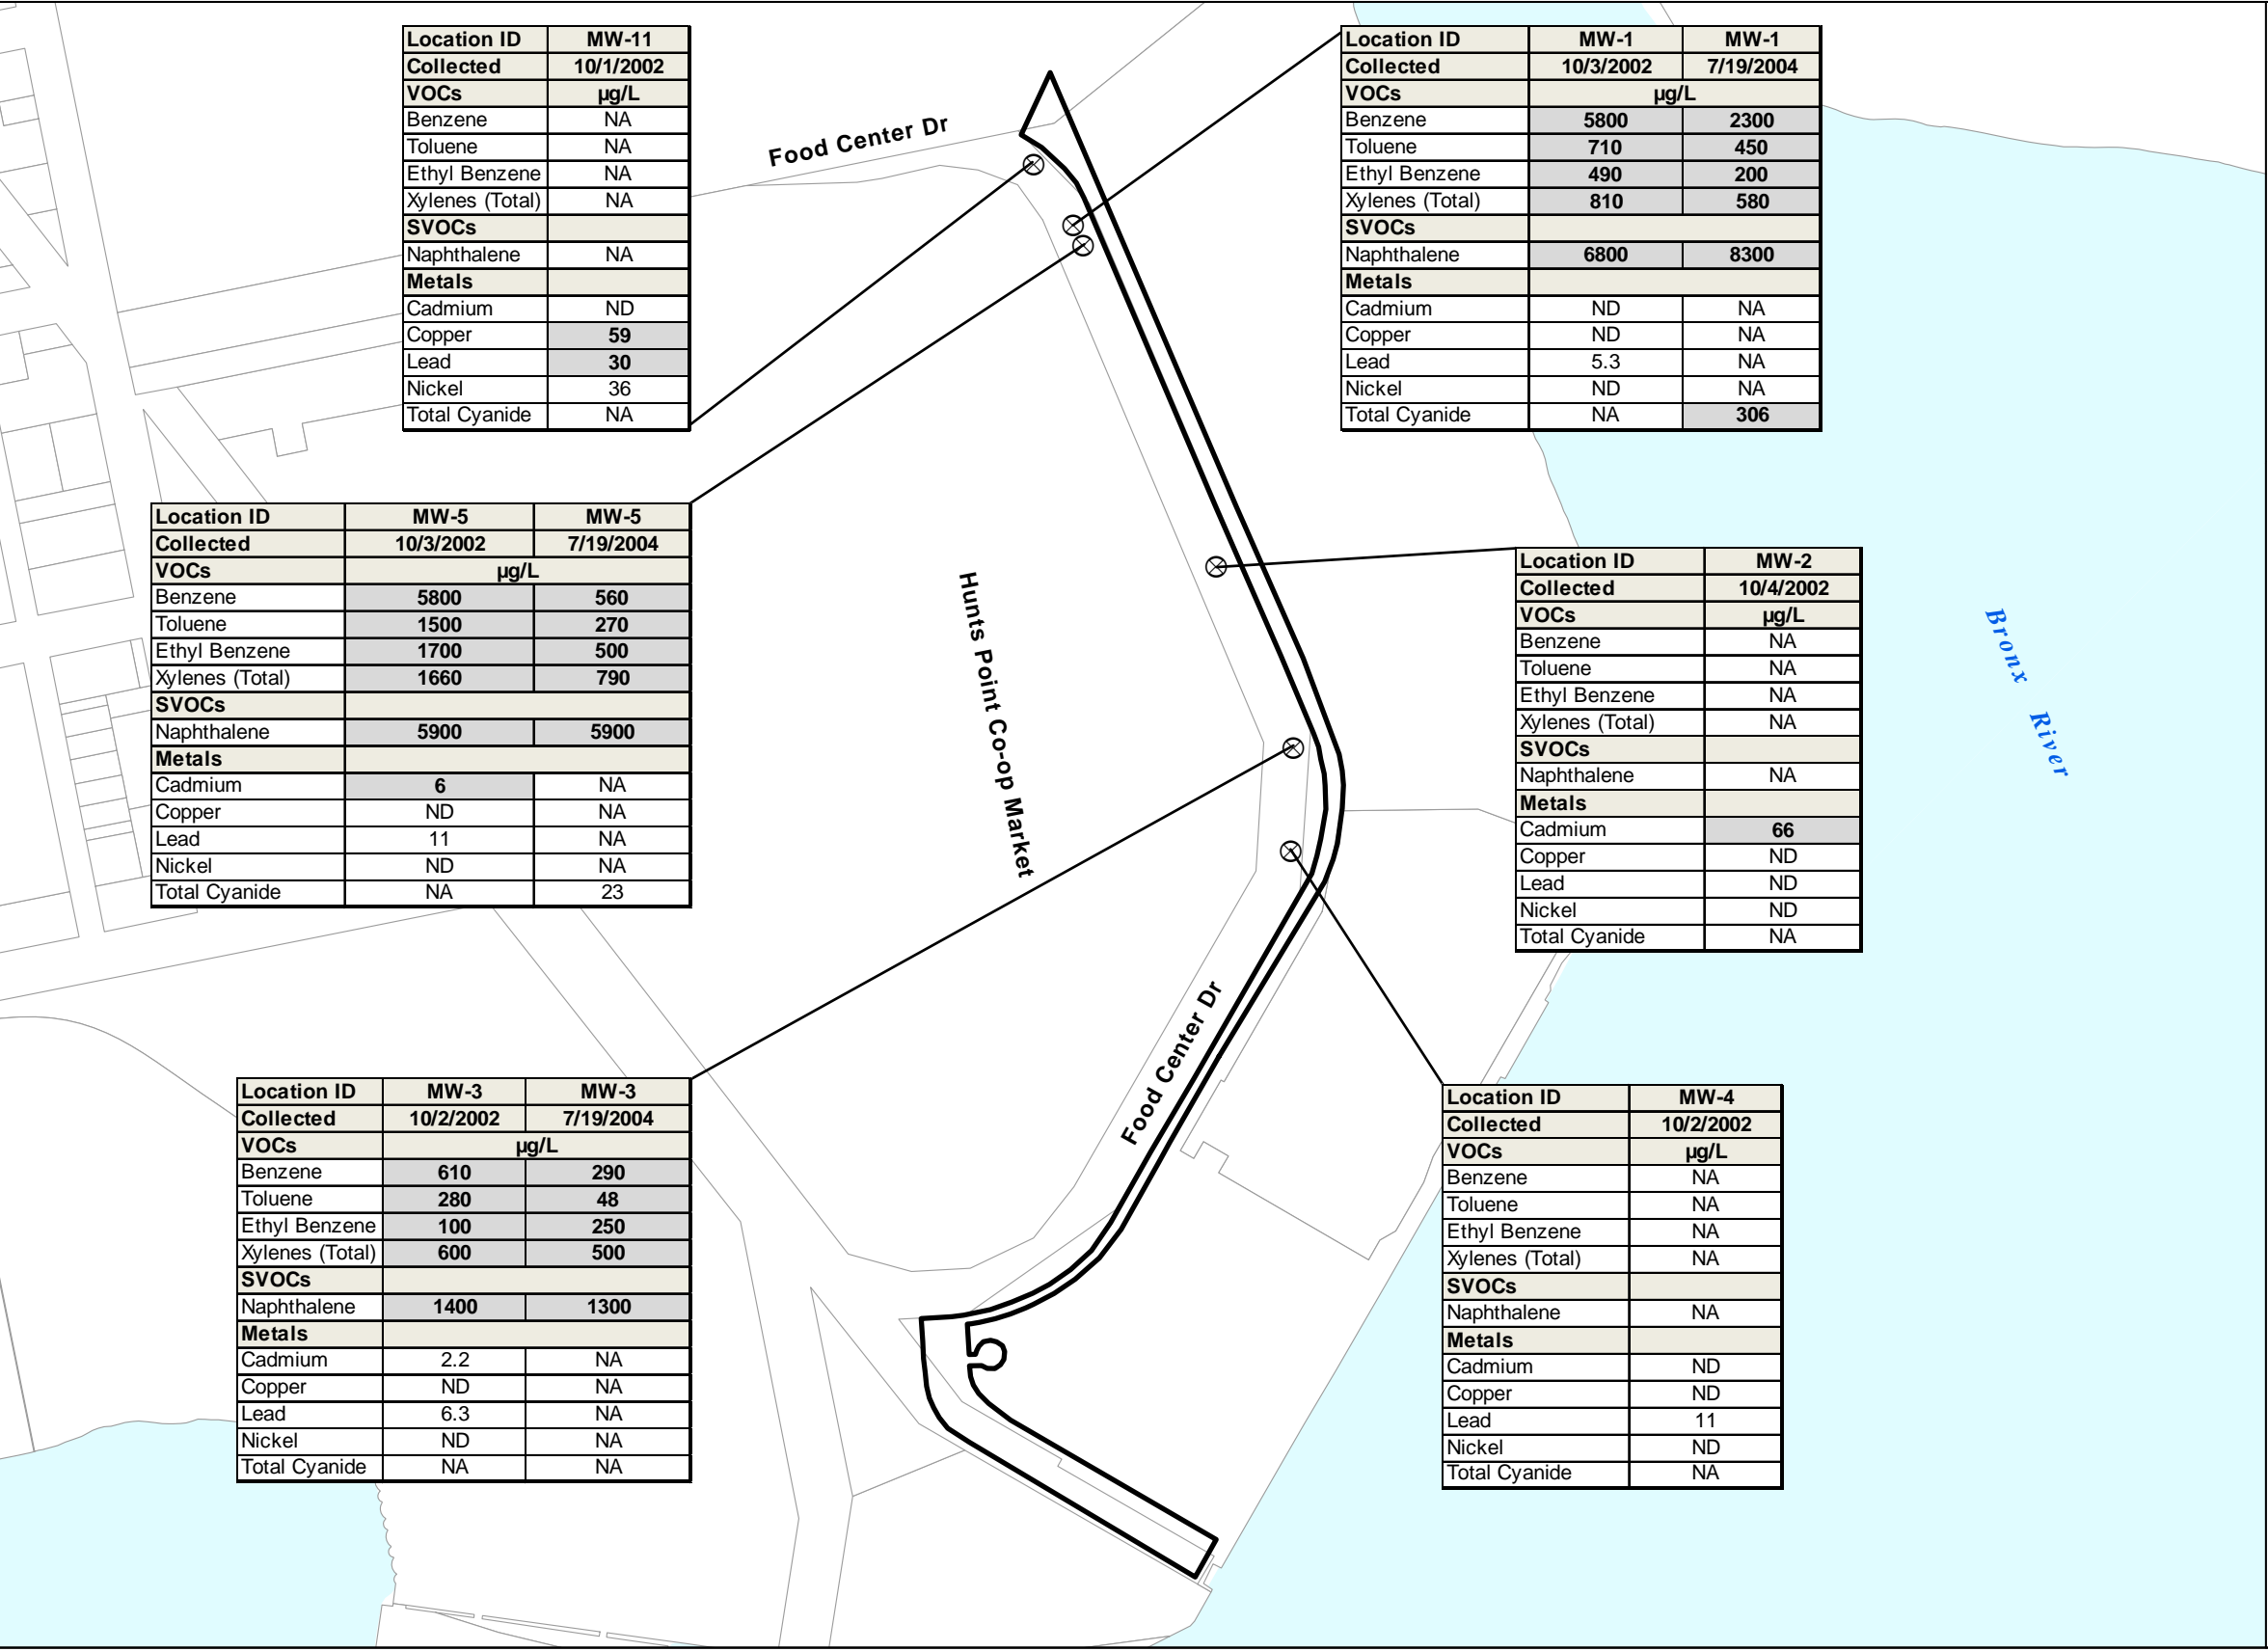 Location ID MW-11
Collected 10/1/2002
VOCs µg/L
Benzene NA
Toluene NA
Ethyl Benzene NA
Xylenes (Total) NA
SVOCs
Naphthalene NA
Metals
Cadmium ND
Copper 59
Lead 30
Nickel 36
Total Cyanide NA
Food Center Dr
Location ID MW-1 MW-1
Collected 10/3/2002 7/19/2004
VOCs µg/L
Benzene 5800 2300
Toluene 710 450
Ethyl Benzene 490 200
Xylenes (Total) 810 580
SVOCs
Naphthalene 6800 8300
Metals
Cadmium ND NA
Copper ND NA
Lead 5.3 NA
Nickel ND NA
Total Cyanide NA 306
Location ID MW-5 MW-5
Collected 10/3/2002 7/19/2004
VOCs µg/L
Benzene 5800 560
Toluene 1500 270
Ethyl Benzene 1700 500
Xylenes (Total) 1660 790
SVOCs
Naphthalene 5900 5900
Metals
Cadmium 6 NA
Copper ND NA
Lead 11 NA
Nickel ND NA
Total Cyanide NA 23
Hunts Point Co-op Market
Location ID MW-2
Collected 10/4/2002
VOCs µg/L
Benzene NA
Toluene NA
Ethyl Benzene NA
Xylenes (Total) NA
SVOCs
Naphthalene NA
Metals
Cadmium 66
Copper ND
Lead ND
Nickel ND
Total Cyanide NA
Bronx River
Location ID MW-3 MW-3
Collected 10/2/2002 7/19/2004
VOCs µg/L
Benzene 610 290
Toluene 280 48
Ethyl Benzene 100 250
Xylenes (Total) 600 500
SVOCs
Naphthalene 1400 1300
Metals
Cadmium 2.2 NA
Copper ND NA
Lead 6.3 NA
Nickel ND NA
Total Cyanide NA NA
Food Center Dr
Location ID MW-4
Collected 10/2/2002
VOCs µg/L
Benzene NA
Toluene NA
Ethyl Benzene NA
Xylenes (Total) NA
SVOCs
Naphthalene NA
Metals
Cadmium ND
Copper ND
Lead 11
Nickel ND
Total Cyanide NA